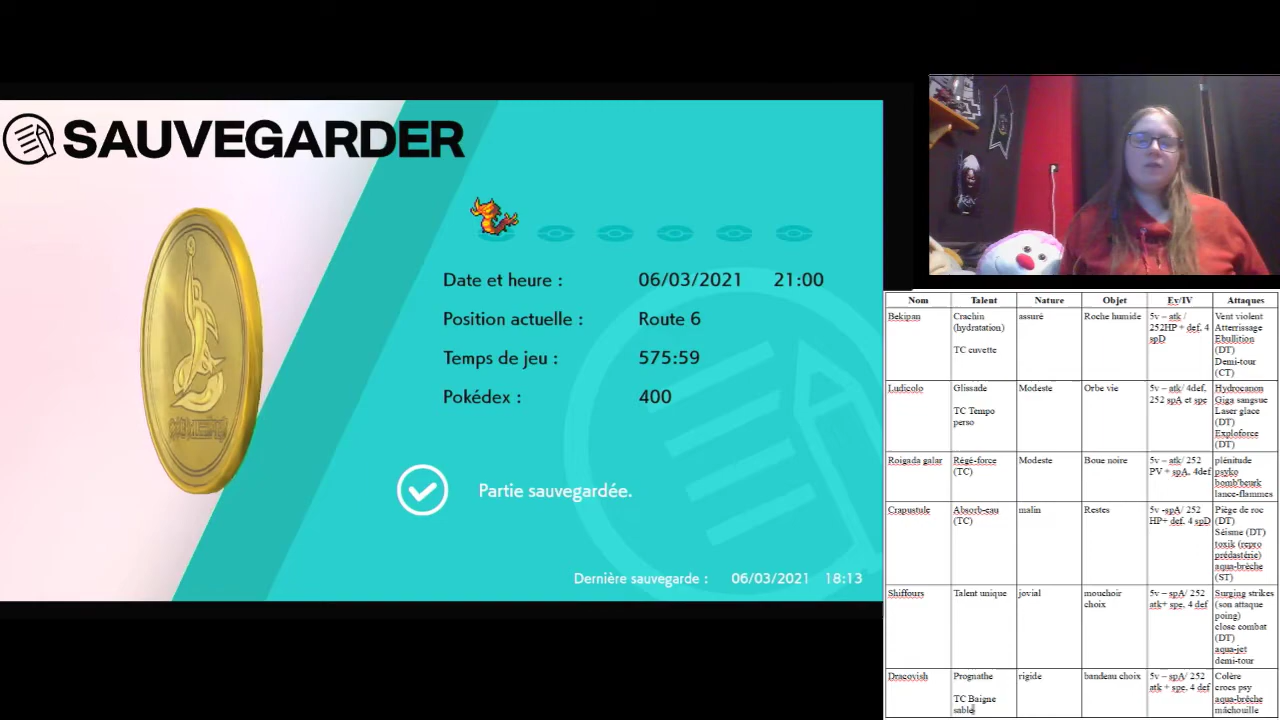 SAUVEGARDER
Date et heure : 06/03/2021 21:00
Position actuelle : Route 6
Temps de jeu : 575:59
Pokédex : 400
Partie sauvegardée.
Dernière sauvegarde : 06/03/2021 18:13
Nom Talent Nature Objet Ev/IV Attaques
Bekipan Crachin assuré Roche humide 5v – atk / Vent violent
(hydratation) 252HP + def, 4 Atterrissage
spD Ebullition
TC cuvette (DT)
Demi-tour
(CT)
Ludicolo Glissade Modeste Orbe vie 5v – atk/ 4def, Hydrocanon
252 spA et spe Giga sangsue
TC Tempo Laser glace
perso (DT)
Exploforce
(DT)
Roigada galar Régé-force Modeste Boue noire 5v – atk/ 252 plénitude
(TC) PV + spA, 4def psyko
bomb'beurk
lance-flammes
Crapustule Absorb-eau malin Restes 5v -spA/ 252 Piège de roc
(TC) HP+ def, 4 spD (DT)
Séisme (DT)
toxik (repro
prédastérie)
aqua-brèche
(ST)
Shiffours Talent unique jovial mouchoir 5v – spA/ 252 Surging strikes
choix atk+ spe, 4 def (son attaque
poing)
close combat
(DT)
aqua-jet
demi-tour
Dracovish Prognathe rigide bandeau choix 5v – spA/ 252 Colère
atk + spe, 4 def crocs psy
TC Baigne aqua-brèche
sable mâchouille